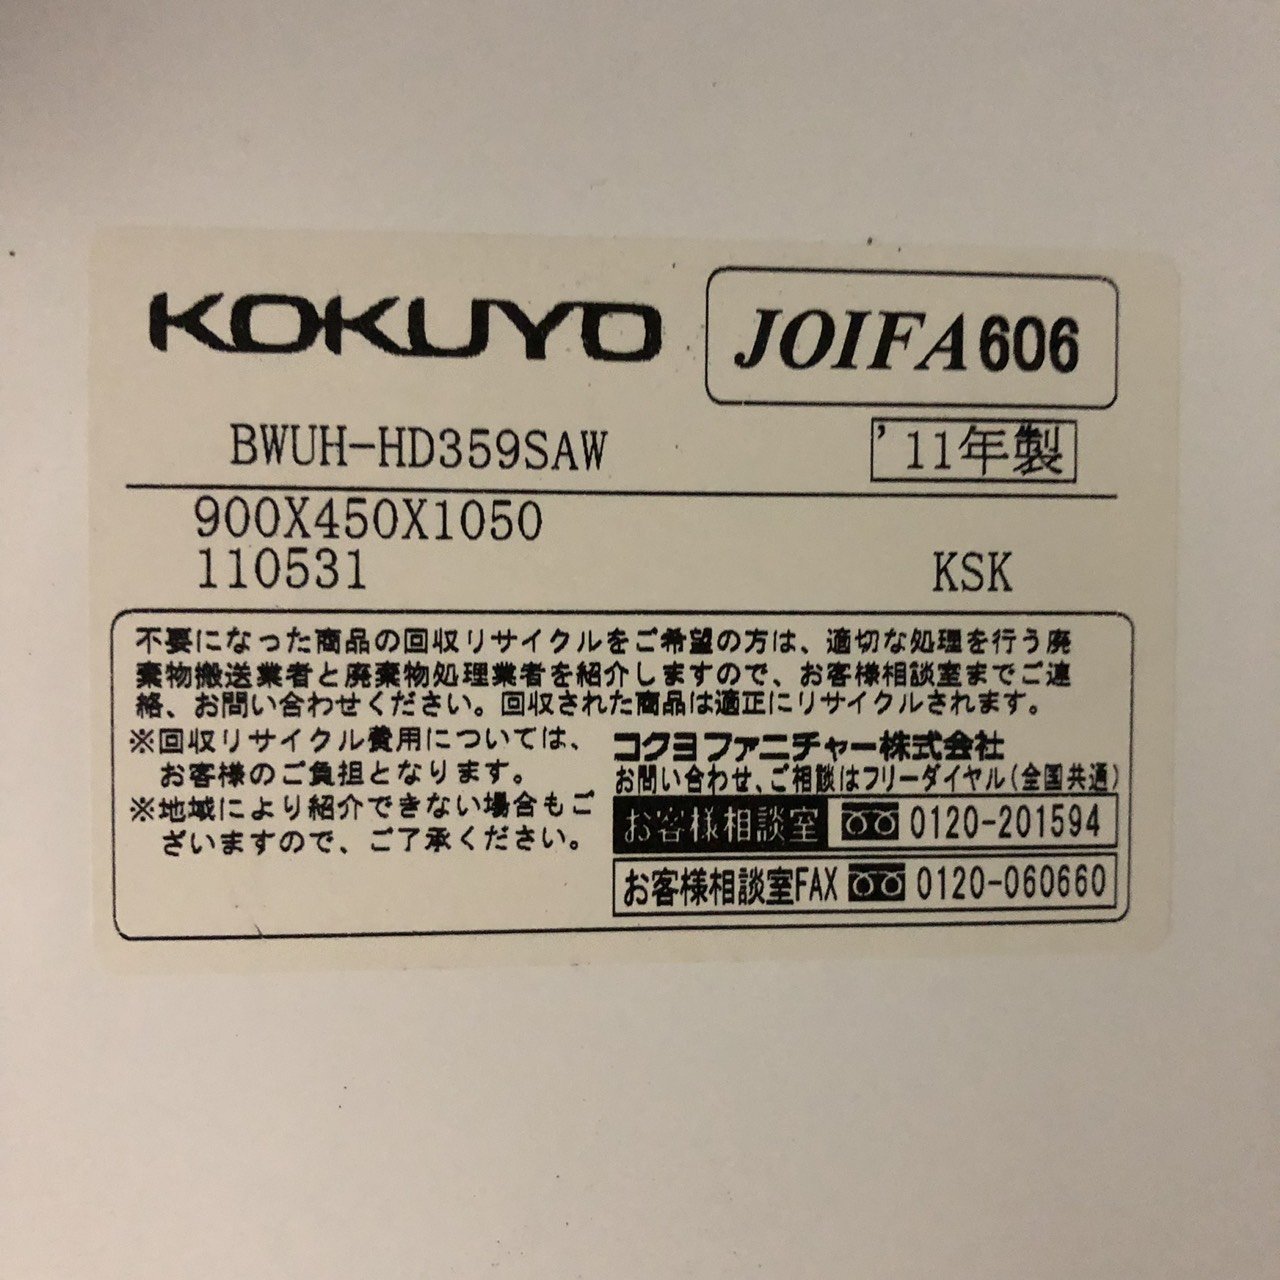 KOKUYO
JOIFA606
BWUH-HD359SAW
'11年製
900X450X1050
110531
KSK
不要になった商品の回収リサイクルをご希望の方は、適切な処理を行う廃
棄物搬送業者と廃棄物処理業者を紹介しますので、お客様相談室までご連
絡、お問い合わせください。回収された商品は適正にリサイクルされます。
※回収リサイクル費用については、
お客様のご負担となります。
※地域により紹介できない場合もご
ざいますので、ご了承ください。
コクヨファニチャー株式会社
お問い合わせ、ご相談はフリーダイヤル(全国共通)
お客様相談室 0120-201594
お客様相談室FAX 0120-060660